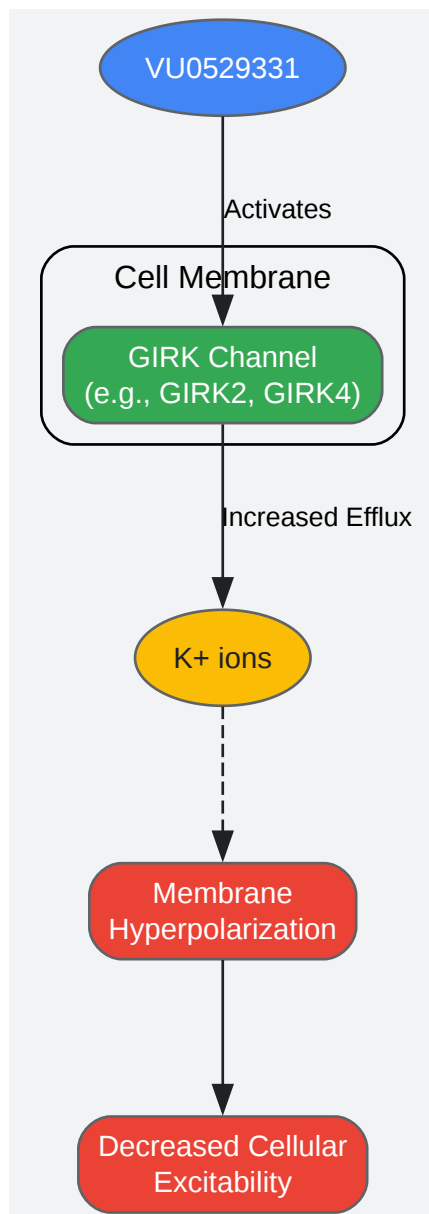 VU0529331
Activates
Cell Membrane
GIRK Channel
(e.g., GIRK2, GIRK4)
Increased Efflux
K+ ions
Membrane
Hyperpolarization
Decreased Cellular
Excitability